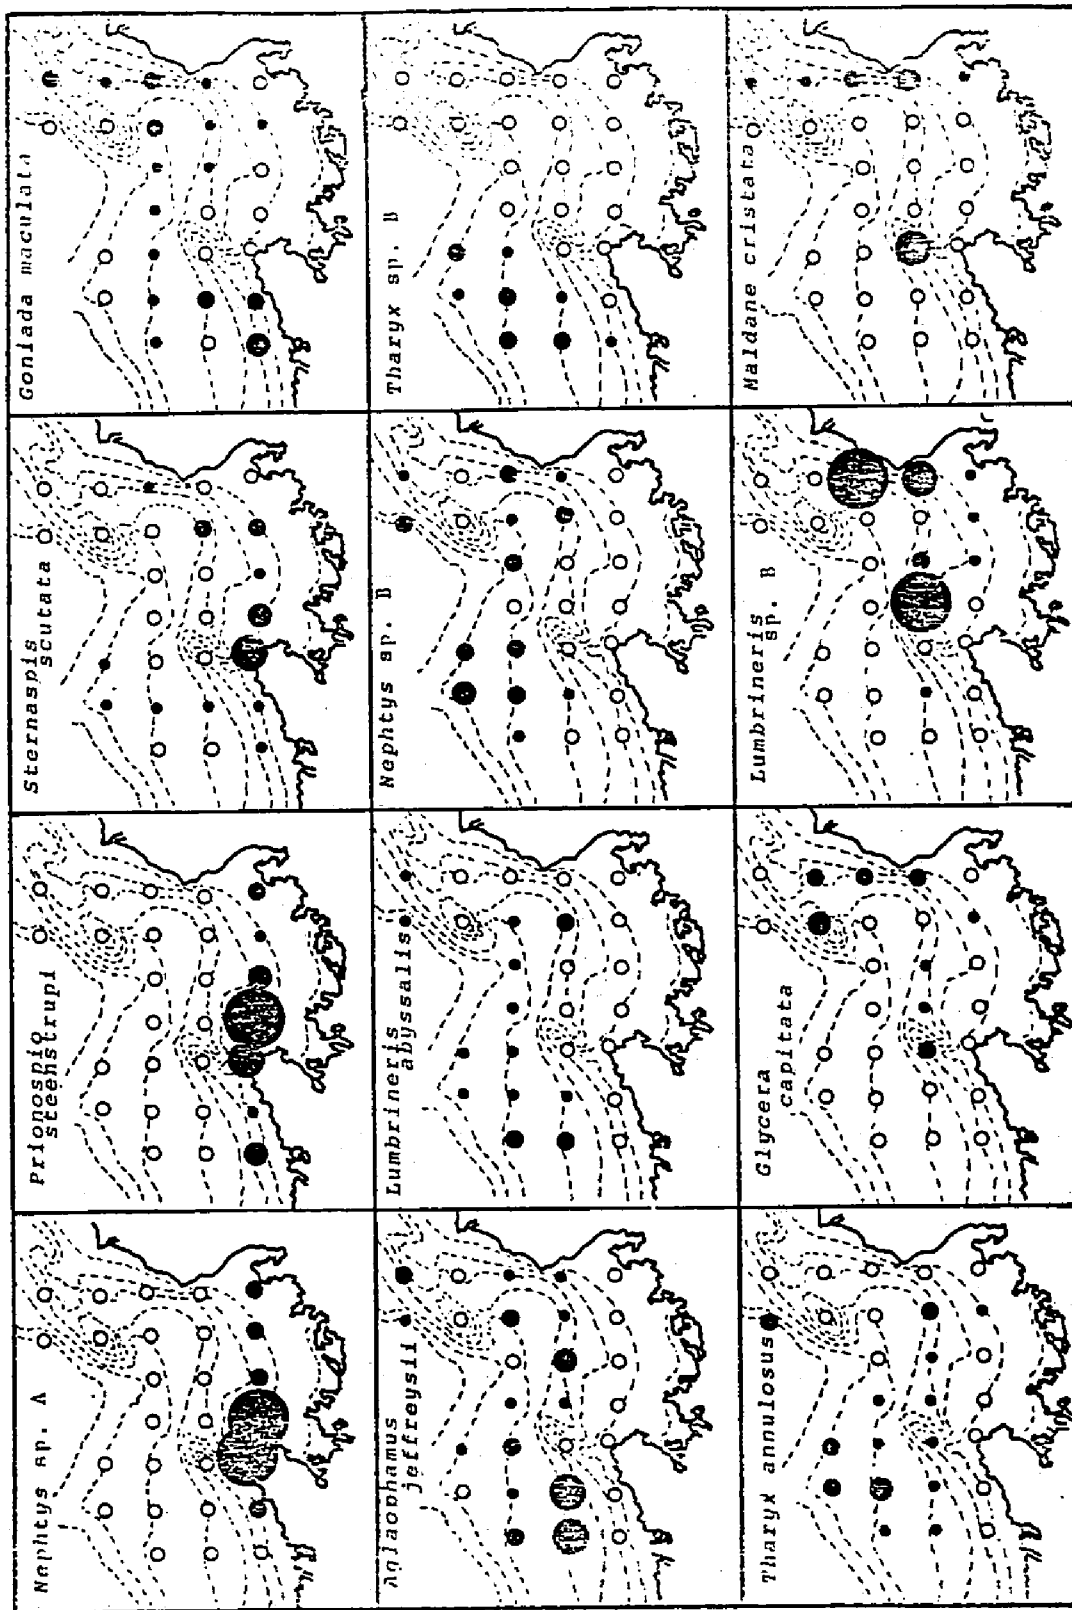 Goniada maculata
Tharyx sp. B
Maldane cristata
Sternaspis
scutata
Nephtys sp. B
Lumbrineris
sp. B
Prionospio
steenstrupi
Lumbrineris
abyssalis
Glycera
capitata
Nephtys sp. A
Aglaophamus
jeffreysii
Tharyx annulosus